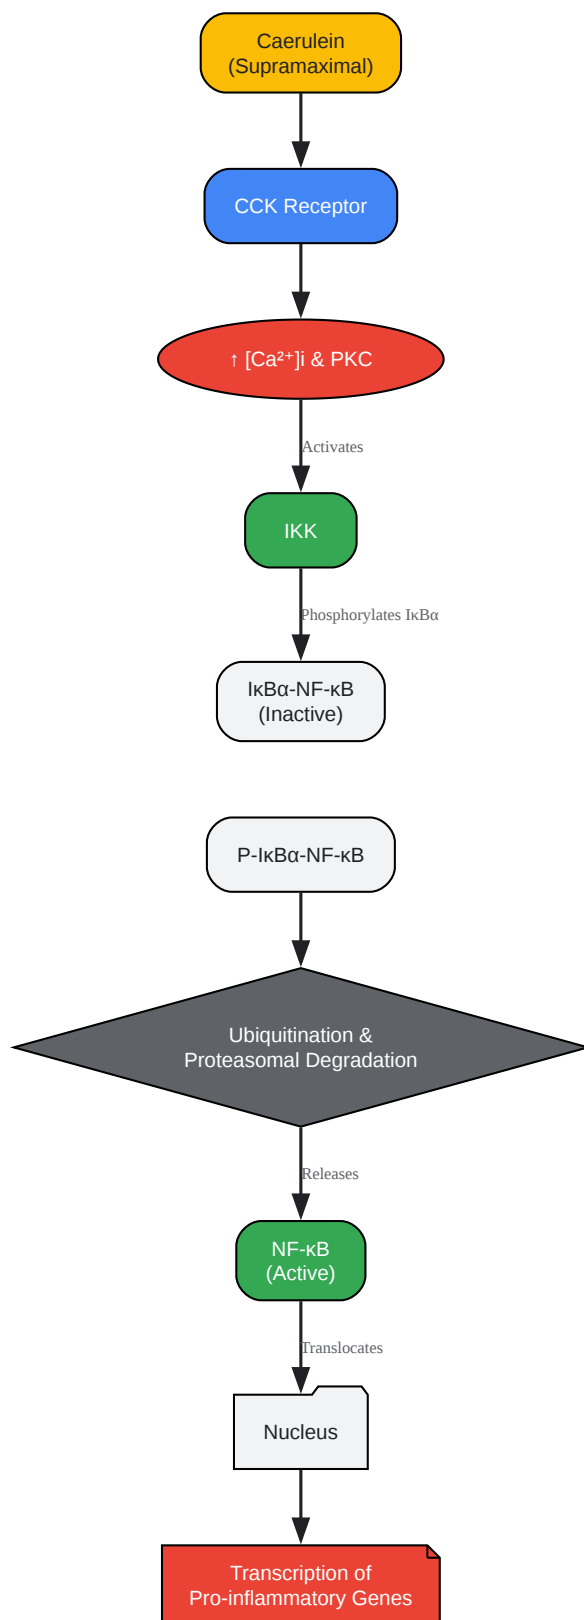 Caerulein
(Supramaximal)
CCK Receptor
↑ [Ca²⁺]i & PKC
Activates
IKK
Phosphorylates IκBα
IκBα-NF-κB
(Inactive)
P-IκBα-NF-κB
Ubiquitination &
Proteasomal Degradation
Releases
NF-κB
(Active)
Translocates
Nucleus
Transcription of
Pro-inflammatory Genes